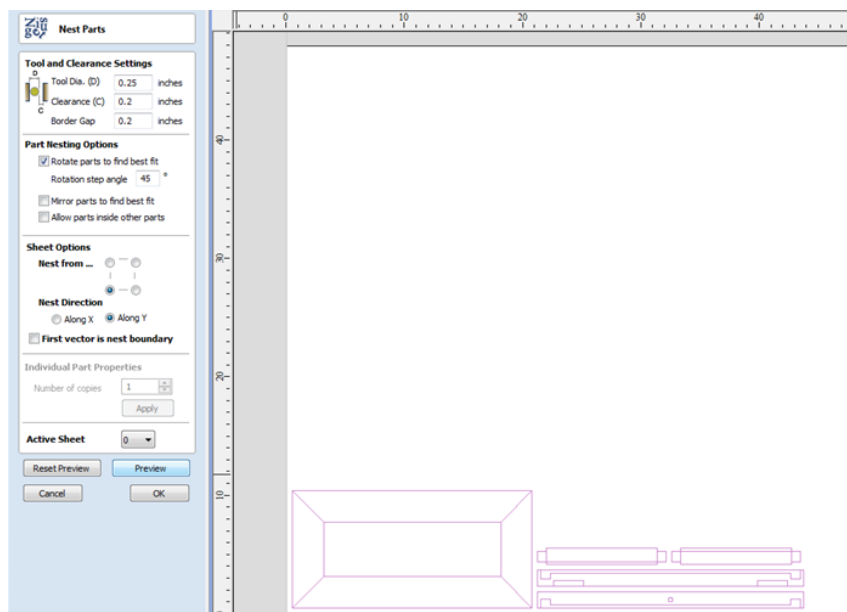 Nest Parts
0 10 20 30 40
Tool and Clearance Settings
D
Tool Dia. (D) 0.25 inches
Clearance (C) 0.2 inches
C
Border Gap 0.2 inches
Part Nesting Options
Rotate parts to find best fit
Rotation step angle 45 °
Mirror parts to find best fit
Allow parts inside other parts
Sheet Options
Nest from ...
Nest Direction
Along X Along Y
First vector is nest boundary
Individual Part Properties
Number of copies 1
Apply
Active Sheet 0
Reset Preview Preview
Cancel OK
40
30
20
10